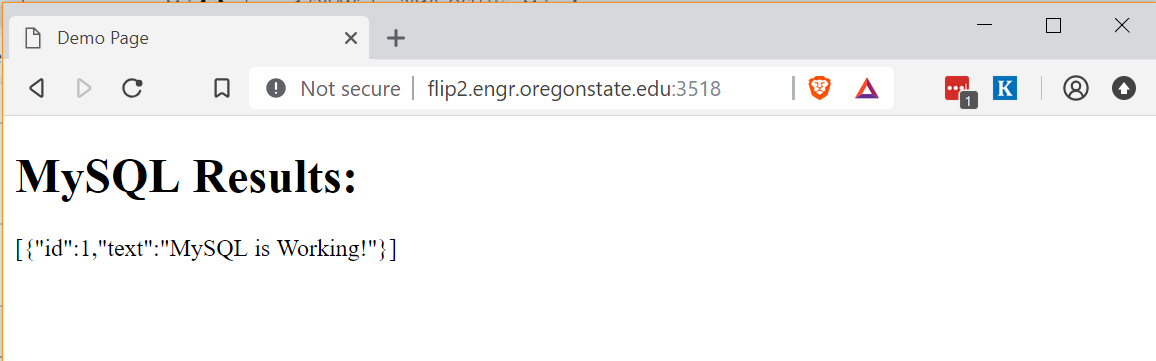 Demo Page
Not secure | flip2.engr.oregonstate.edu:3518
1
K
MySQL Results:
[{"id":1,"text":"MySQL is Working!"}]